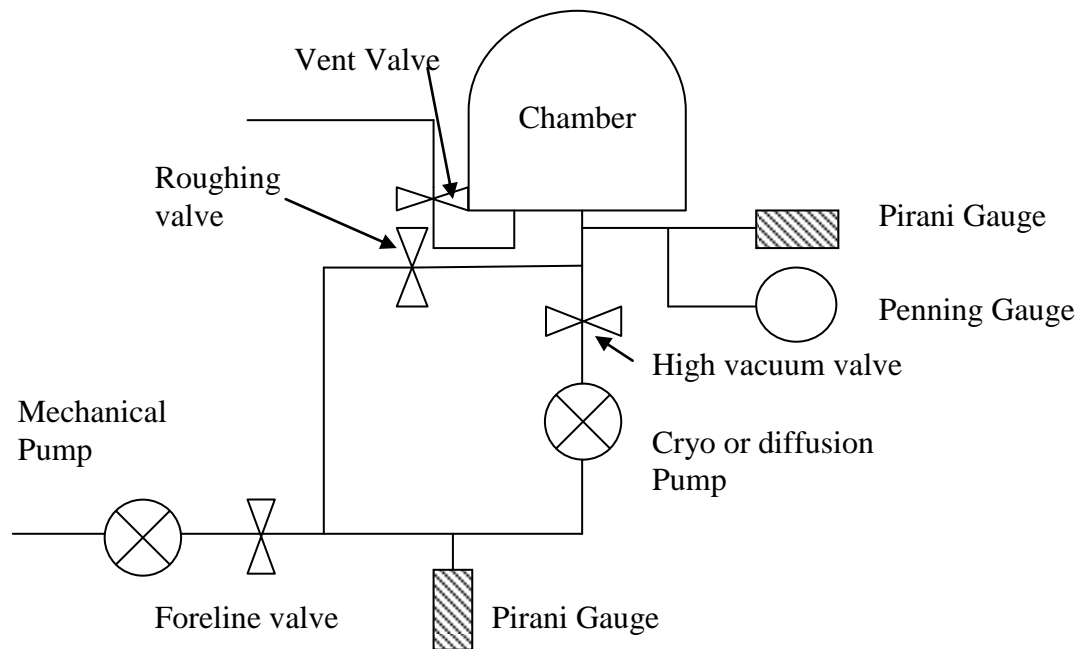 Vent Valve
Chamber
Roughing
valve
Pirani Gauge
Penning Gauge
High vacuum valve
Mechanical
Pump
Cryo or diffusion
Pump
Foreline valve
Pirani Gauge